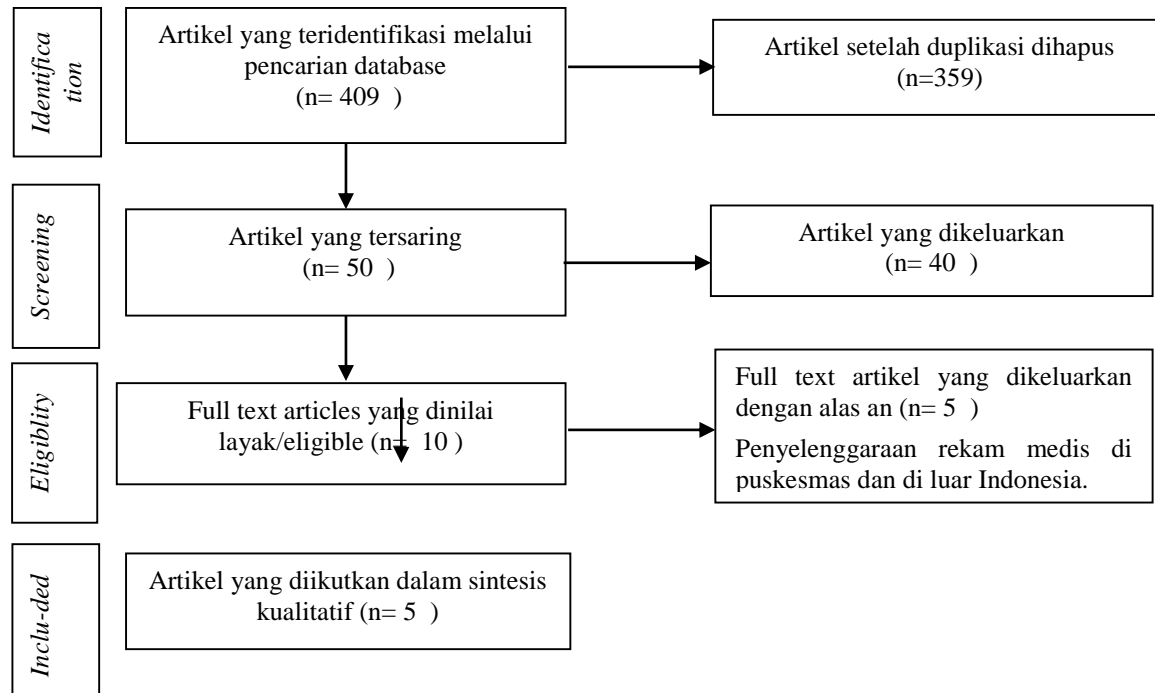 Identifica
tion
Artikel yang teridentifikasi melalui
pencarian database
(n= 409 )
Artikel setelah duplikasi dihapus
(n=359)
Screening
Artikel yang tersaring
(n= 50 )
Artikel yang dikeluarkan
(n= 40 )
Eligiblity
Full text articles yang dinilai
layak/eligible (n= 10 )
Full text artikel yang dikeluarkan
dengan alas an (n= 5 )
Penyelenggaraan rekam medis di
puskesmas dan di luar Indonesia.
Inclu-ded
Artikel yang diikutkan dalam sintesis
kualitatif (n= 5 )